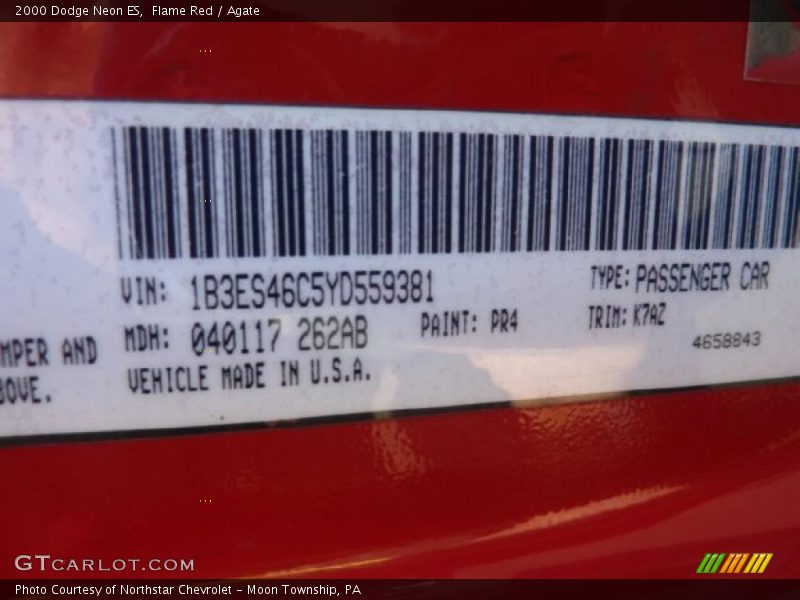 2000 Dodge Neon ES,  Flame Red / Agate
VIN: 1B3ES46C5YD559381
TYPE: PASSENGER CAR
MPER AND
MDH: 040117 262AB
PAINT: PR4
TRIM: K7AZ
4658843
BOVE.
VEHICLE MADE IN U.S.A.
GTCARLOT.COM
Photo Courtesy of Northstar Chevrolet - Moon Township, PA